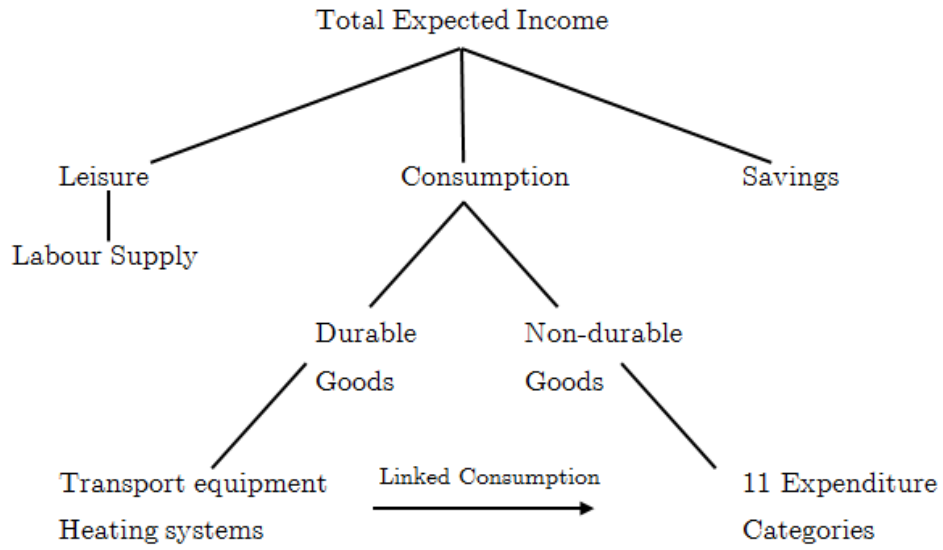 Total Expected Income
Leisure
Consumption
Savings
Labour Supply
Durable
Goods
Non-durable
Goods
Transport equipment
Heating systems
Linked Consumption
11 Expenditure
Categories